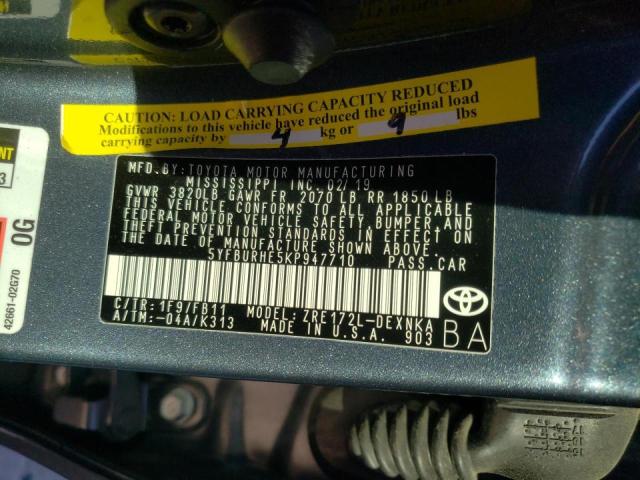 CAUTION: LOAD CARRYING CAPACITY REDUCED
Modifications to this vehicle have reduced the original load
carrying capacity by 4 kg or 9 lbs
MFD. BY: TOYOTA MOTOR MANUFACTURING
MISSISSIPPI INC. 02/19
GVWR 3820LB GAWR FR. 2070LB RR 1850LB
THIS VEHICLE CONFORMS TO ALL APPLICABLE
FEDERAL MOTOR VEHICLE SAFETY, BUMPER, AND
THEFT PREVENTION STANDARDS IN EFFECT ON
THE DATE OF MANUFACTURE SHOWN ABOVE.
5YFBURHE5KP947710 PASS.CAR
C/TR: 1F9/FB11 MODEL: ZRE172L-DEXNKA
A/TM: -04A/K313 MADE IN U.S.A. 903
TOYOTA
BA
0G
42661-02G70